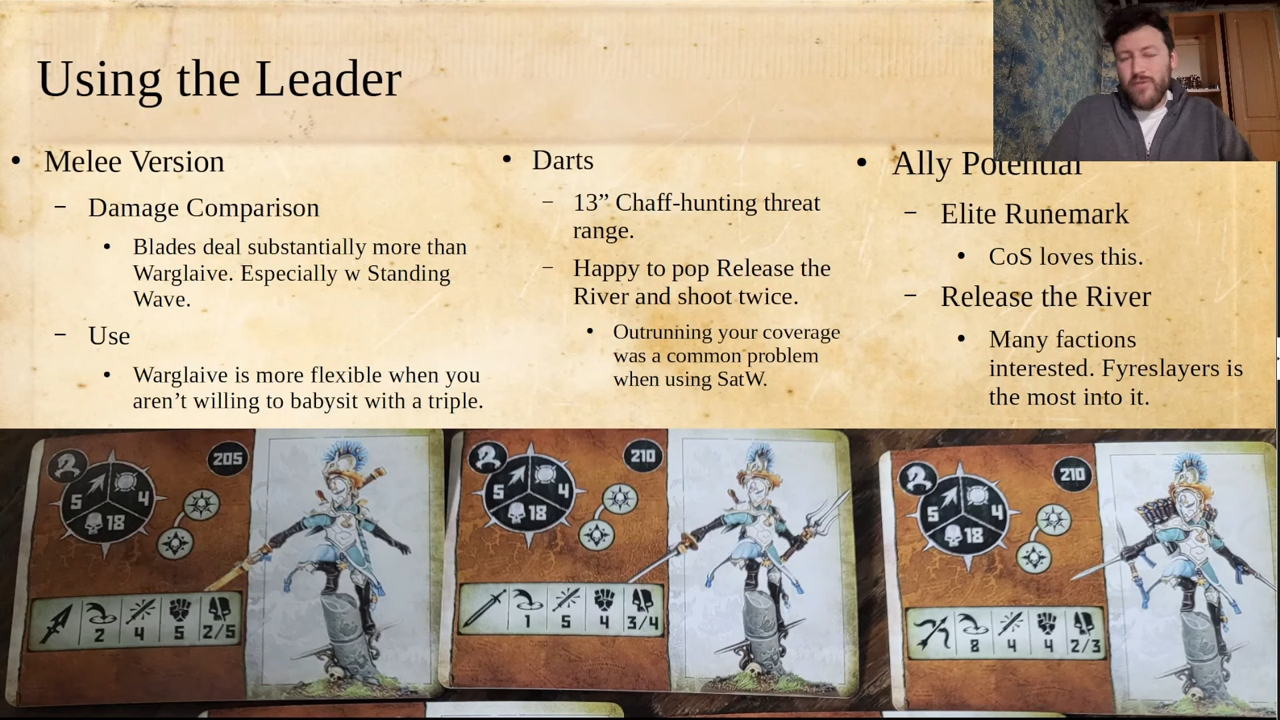 Using the Leader
• Melee Version
– Damage Comparison
• Blades deal substantially more than
Warglaive. Especially w Standing
Wave.
– Use
• Warglaive is more flexible when you
aren't willing to babysit with a triple.
• Darts
– 13” Chaff-hunting threat
range.
– Happy to pop Release the
River and shoot twice.
• Outrunning your coverage
was a common problem
when using SatW.
• Ally Potential
– Elite Runemark
• CoS loves this.
– Release the River
• Many factions
interested. Fyreslayers is
the most into it.
205
5 4
18
2 4 5 2/5
210
5 4
18
1 5 4 3/4
210
5 4
18
8 4 4 2/3